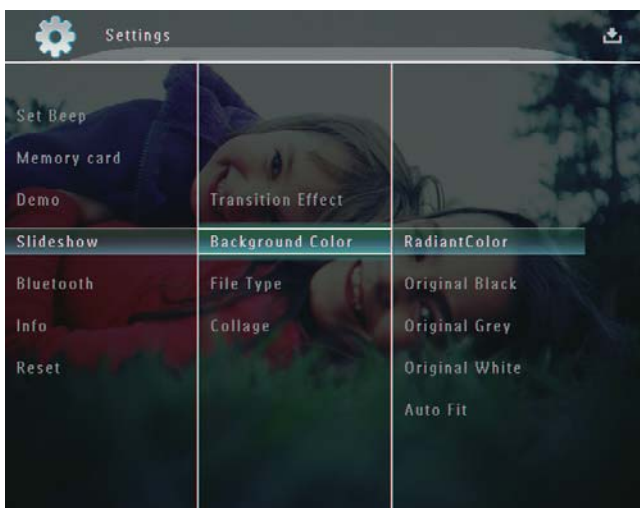 Settings
Set Beep
Memory card
Demo
Slideshow
Bluetooth
Info
Reset
Transition Effect
Background Color
File Type
Collage
RadiantColor
Original Black
Original Grey
Original White
Auto Fit